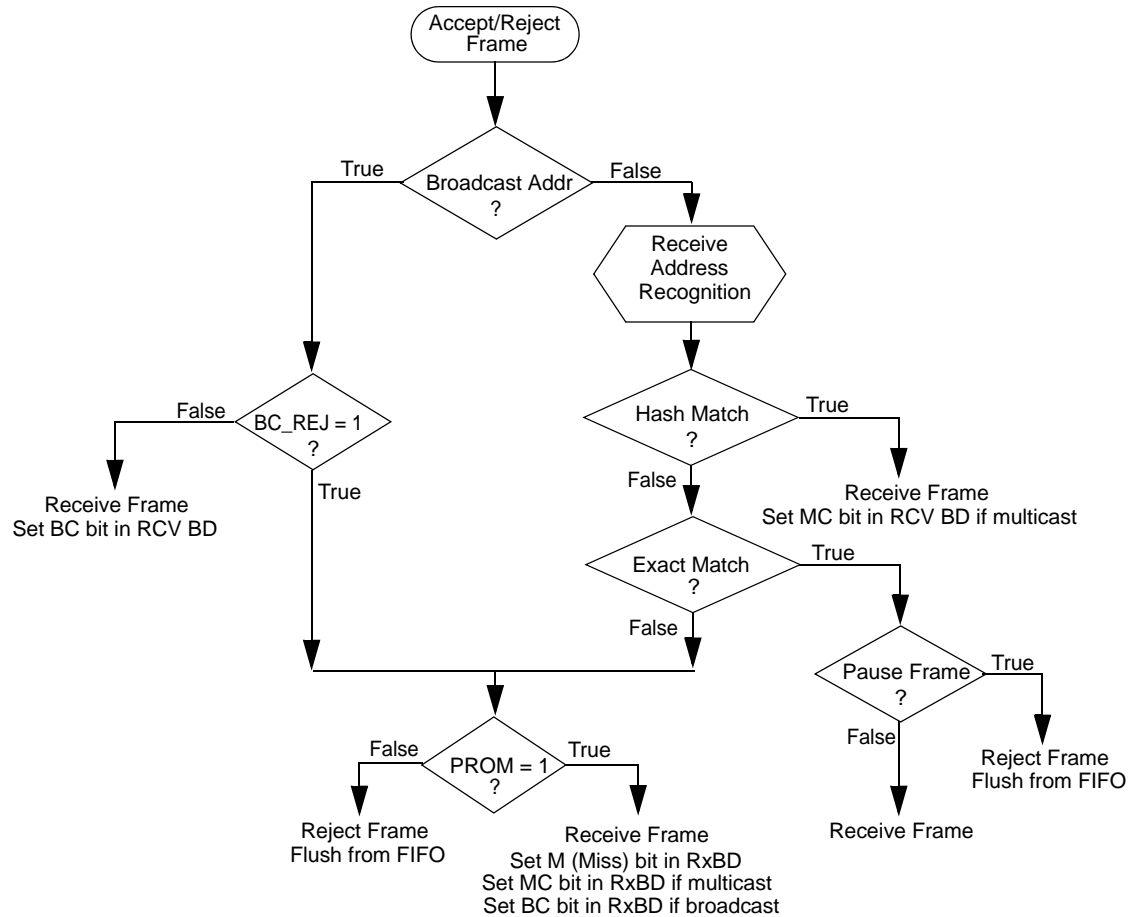 Accept/Reject
Frame
True
False
Broadcast Addr
?
Receive
Address
Recognition
False
BC_REJ = 1
?
True
Hash Match
?
True
False
Receive Frame
Set BC bit in RCV BD
Receive Frame
Set MC bit in RCV BD if multicast
Exact Match
?
True
False
Pause Frame
?
True
False
Reject Frame
Flush from FIFO
Receive Frame
False
True
PROM = 1
?
Reject Frame
Flush from FIFO
Receive Frame
Set M (Miss) bit in RxBD
Set MC bit in RxBD if multicast
Set BC bit in RxBD if broadcast